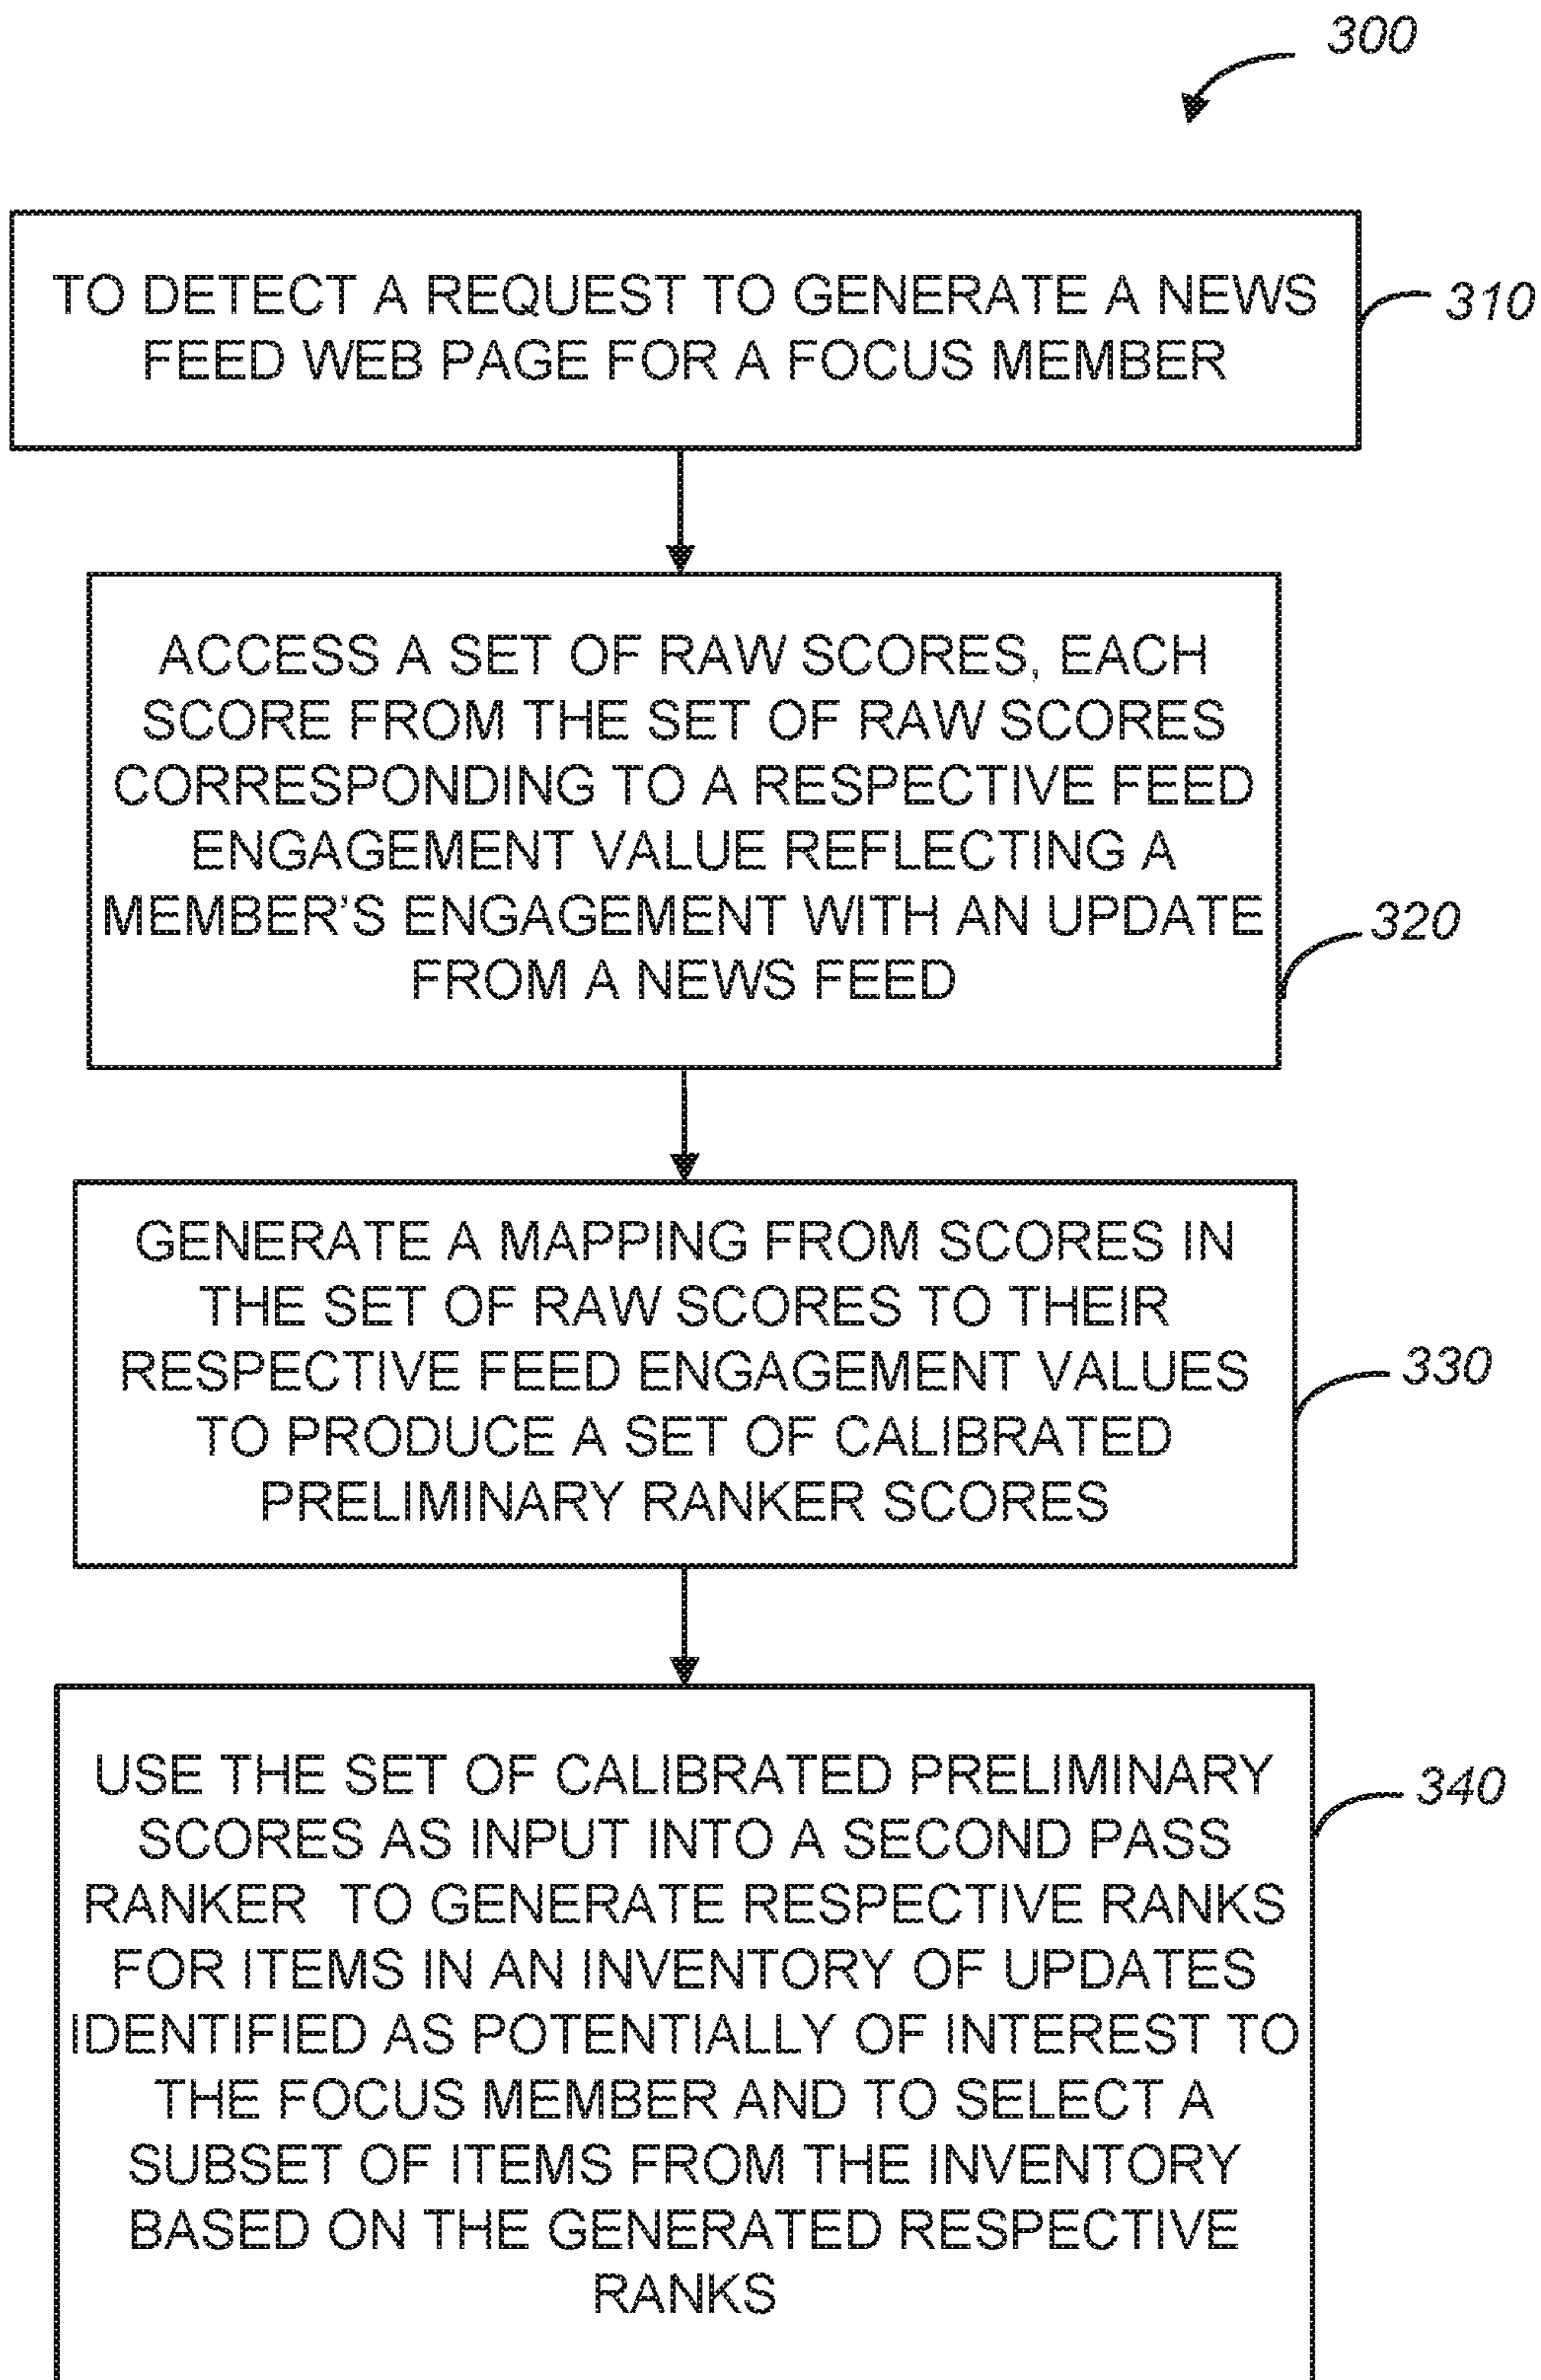 300
TO DETECT A REQUEST TO GENERATE A NEWS
FEED WEB PAGE FOR A FOCUS MEMBER
310
ACCESS A SET OF RAW SCORES, EACH
SCORE FROM THE SET OF RAW SCORES
CORRESPONDING TO A RESPECTIVE FEED
ENGAGEMENT VALUE REFLECTING A
MEMBER'S ENGAGEMENT WITH AN UPDATE
FROM A NEWS FEED
320
GENERATE A MAPPING FROM SCORES IN
THE SET OF RAW SCORES TO THEIR
RESPECTIVE FEED ENGAGEMENT VALUES
TO PRODUCE A SET OF CALIBRATED
PRELIMINARY RANKER SCORES
330
USE THE SET OF CALIBRATED PRELIMINARY
SCORES AS INPUT INTO A SECOND PASS
RANKER TO GENERATE RESPECTIVE RANKS
FOR ITEMS IN AN INVENTORY OF UPDATES
IDENTIFIED AS POTENTIALLY OF INTEREST TO
THE FOCUS MEMBER AND TO SELECT A
SUBSET OF ITEMS FROM THE INVENTORY
BASED ON THE GENERATED RESPECTIVE
RANKS
340